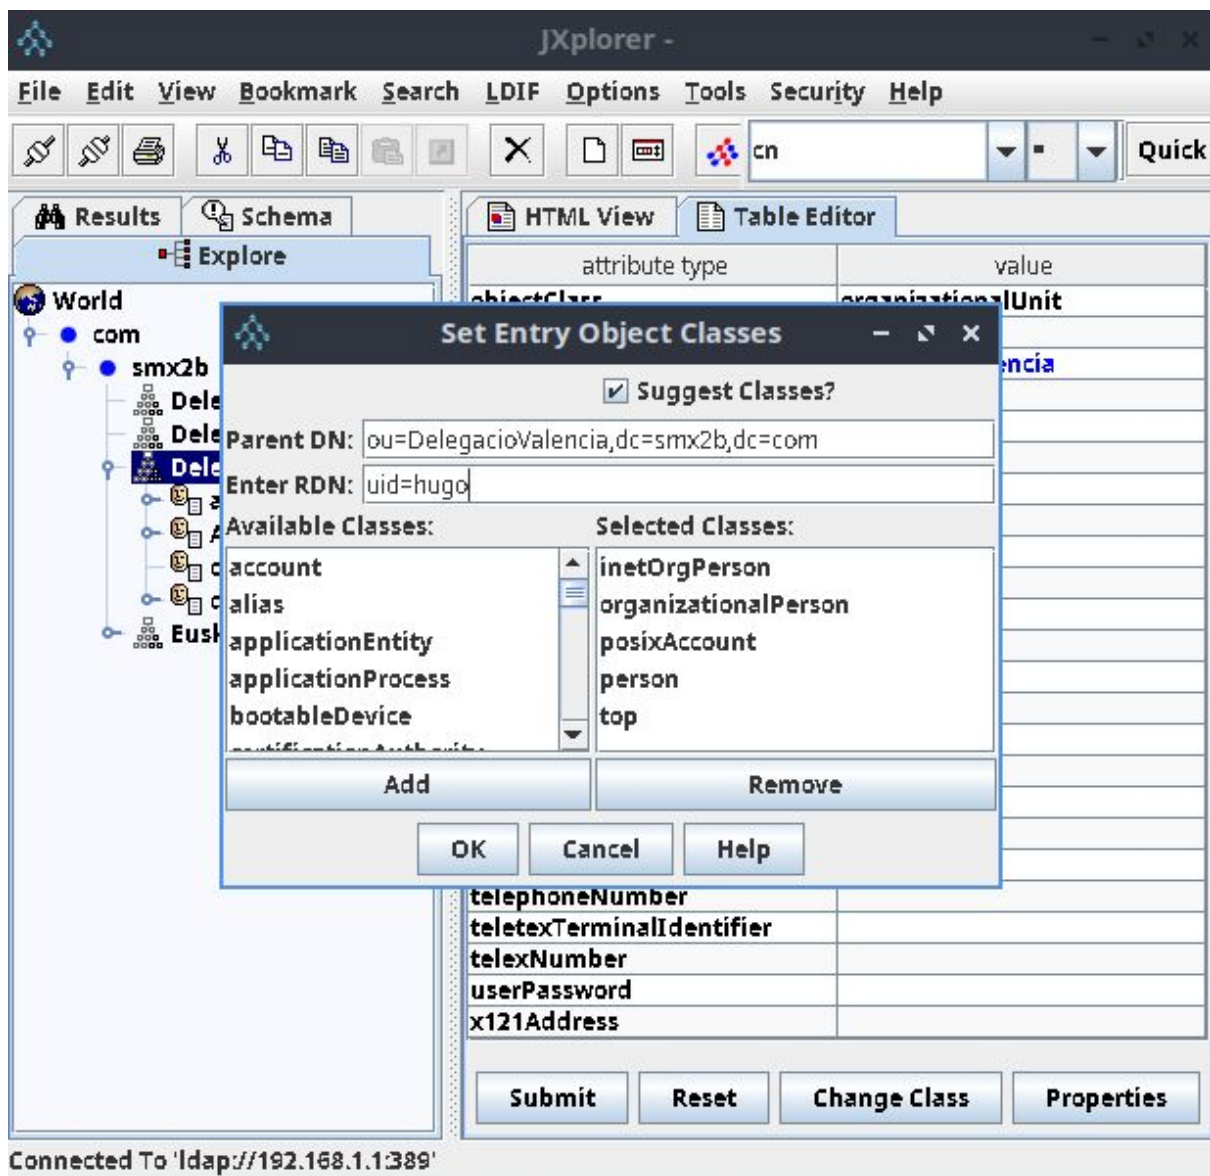 JXplorer -
File Edit View Bookmark Search LDIF Options Tools Security Help
cn = Quick
Results Schema
Explore
HTML View Table Editor
attribute type value
objectClass organizationalUnit
World
com
smx2b
Dele
Dele
Dele
Eusk
encia
Set Entry Object Classes
Suggest Classes?
Parent DN: ou=DelegacioValencia,dc=smx2b,dc=com
Enter RDN: uid=hugo
Available Classes: Selected Classes:
account
alias
applicationEntity
applicationProcess
bootableDevice
certificationAuthority
inetOrgPerson
organizationalPerson
posixAccount
person
top
Add Remove
OK Cancel Help
telephoneNumber
teletexTerminalIdentifier
telexNumber
userPassword
x121Address
Submit Reset Change Class Properties
Connected To 'ldap://192.168.1.1:389'